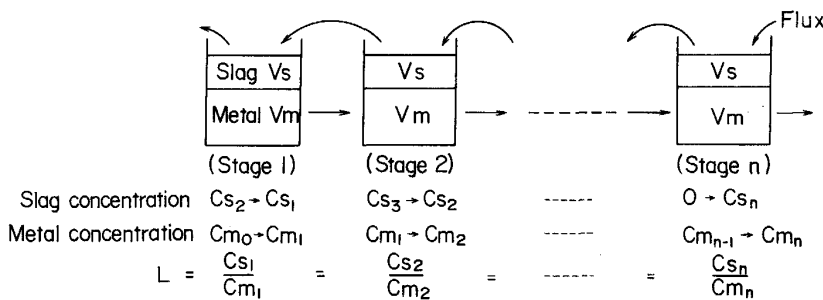 Flux
Slag Vs
Vs
Vs
Metal Vm
Vm
Vm
(Stage 1)
(Stage 2)
(Stage n)
Slag concentration Cs₂→Cs₁ Cs₃→Cs₂ ----- O→Csₙ
Metal concentration Cm₀→Cm₁ Cm₁→Cm₂ ----- Cmₙ₋₁→Cmₙ
L = Cs₁/Cm₁ = Cs₂/Cm₂ = ----- = Csₙ/Cmₙ